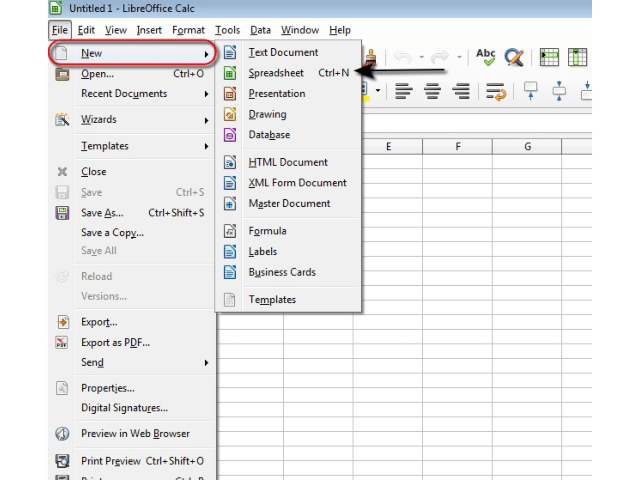 Untitled 1 - LibreOffice Calc
File Edit View Insert Format Tools Data Window Help
New
Open... Ctrl+O
Recent Documents
Wizards
Templates
Close
Save Ctrl+S
Save As... Ctrl+Shift+S
Save a Copy...
Save All
Reload
Versions...
Export...
Export as PDF...
Send
Properties...
Digital Signatures...
Preview in Web Browser
Print Preview Ctrl+Shift+O
Text Document
Spreadsheet Ctrl+N
Presentation
Drawing
Database
HTML Document
XML Form Document
Master Document
Formula
Labels
Business Cards
Templates
Abc
E F G